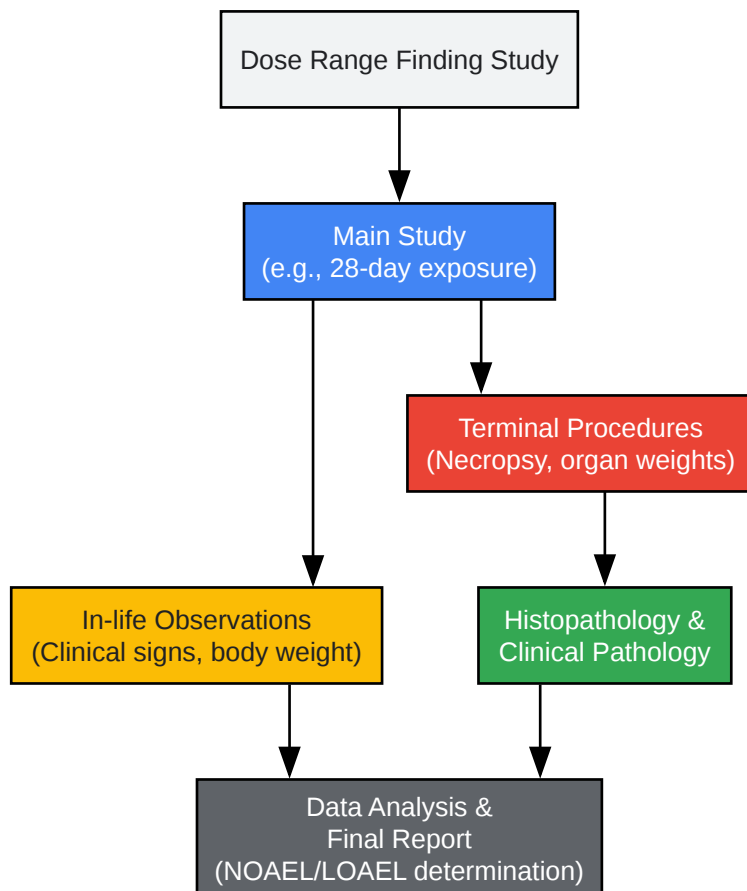 Dose Range Finding Study
Main Study
(e.g., 28-day exposure)
Terminal Procedures
(Necropsy, organ weights)
In-life Observations
(Clinical signs, body weight)
Histopathology &
Clinical Pathology
Data Analysis &
Final Report
(NOAEL/LOAEL determination)